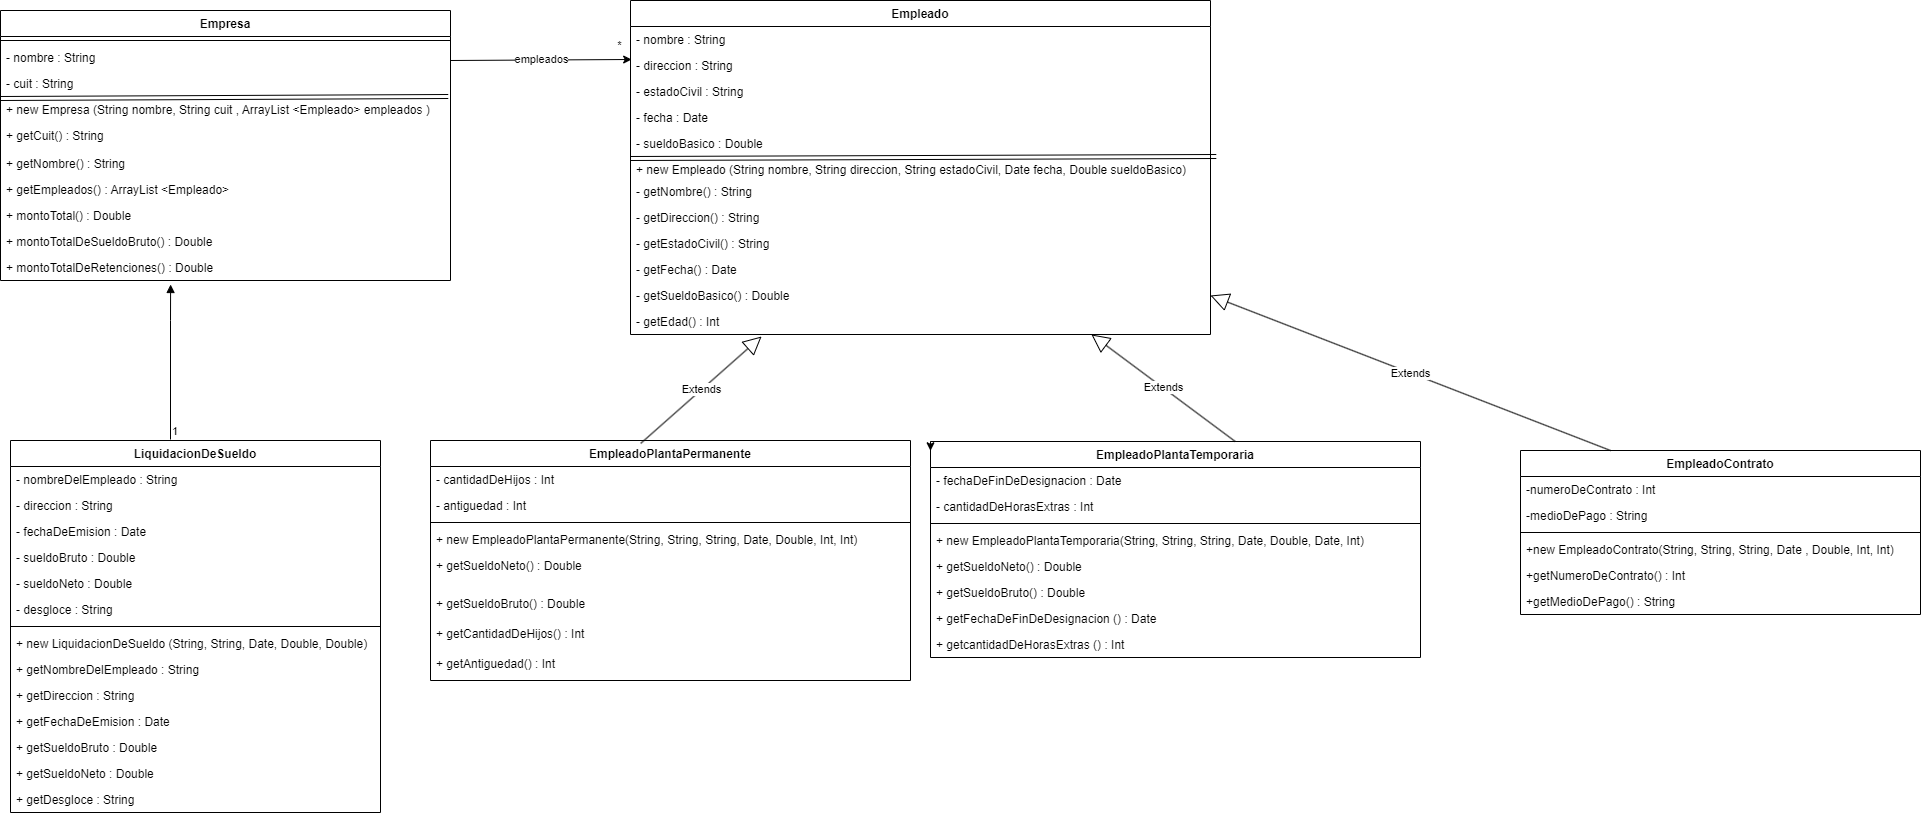 Empresa
- nombre : String
- cuit : String
+ new Empresa (String nombre, String cuit , ArrayList <Empleado> empleados )
+ getCuit() : String
+ getNombre() : String
+ getEmpleados() : ArrayList <Empleado>
+ montoTotal() : Double
+ montoTotalDeSueldoBruto() : Double
+ montoTotalDeRetenciones() : Double
empleados
*
Empleado
- nombre : String
- direccion : String
- estadoCivil : String
- fecha : Date
- sueldoBasico : Double
+ new Empleado (String nombre, String direccion, String estadoCivil, Date fecha, Double sueldoBasico)
- getNombre() : String
- getDireccion() : String
- getEstadoCivil() : String
- getFecha() : Date
- getSueldoBasico() : Double
- getEdad() : Int
Extends
Extends
Extends
1
LiquidacionDeSueldo
- nombreDelEmpleado : String
- direccion : String
- fechaDeEmision : Date
- sueldoBruto : Double
- sueldoNeto : Double
- desgloce : String
+ new LiquidacionDeSueldo (String, String, Date, Double, Double)
+ getNombreDelEmpleado : String
+ getDireccion : String
+ getFechaDeEmision : Date
+ getSueldoBruto : Double
+ getSueldoNeto : Double
+ getDesgloce : String
EmpleadoPlantaPermanente
- cantidadDeHijos : Int
- antiguedad : Int
+ new EmpleadoPlantaPermanente(String, String, String, Date, Double, Int, Int)
+ getSueldoNeto() : Double
+ getSueldoBruto() : Double
+ getCantidadDeHijos() : Int
+ getAntiguedad() : Int
EmpleadoPlantaTemporaria
- fechaDeFinDeDesignacion : Date
- cantidadDeHorasExtras : Int
+ new EmpleadoPlantaTemporaria(String, String, String, Date, Double, Date, Int)
+ getSueldoNeto() : Double
+ getSueldoBruto() : Double
+ getFechaDeFinDeDesignacion () : Date
+ getcantidadDeHorasExtras () : Int
EmpleadoContrato
-numeroDeContrato : Int
-medioDePago : String
+new EmpleadoContrato(String, String, String, Date , Double, Int, Int)
+getNumeroDeContrato() : Int
+getMedioDePago() : String